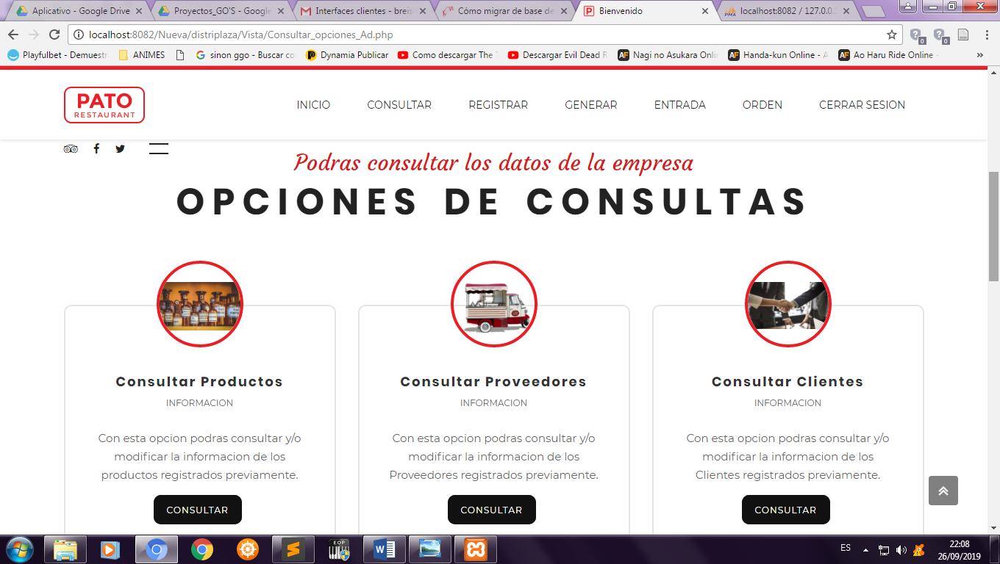 Aplicativo - Google Drive
Proyectos_GO'S - Google
Interfaces clientes - breis
Cómo migrar de base de
Bienvenido
localhost:8082 / 127.0.0.
localhost:8082/Nueva/distriplaza/Vista/Consultar_opciones_Ad.php
Playfulbet - Demuestr
ANIMES
sinon ggo - Buscar co
Dynamia Publicar
Como descargar The
Descargar Evil Dead
Nagi no Asukara Onli
Handa-kun Online -
Ao Haru Ride Online -
PATO
RESTAURANT
INICIO
CONSULTAR
REGISTRAR
GENERAR
ENTRADA
ORDEN
CERRAR SESION
Podras consultar los datos de la empresa
OPCIONES DE CONSULTAS
Consultar Productos
INFORMACION
Con esta opcion podras consultar y/o
modificar la informacion de los
productos registrados previamente.
CONSULTAR
Consultar Proveedores
INFORMACION
Con esta opcion podras consultar y/o
modificar la informacion de los
Proveedores registrados previamente.
CONSULTAR
Consultar Clientes
INFORMACION
Con esta opcion podras consultar y/o
modificar la informacion de los
Clientes registrados previamente.
CONSULTAR
EOP
ES
22:08
26/09/2019